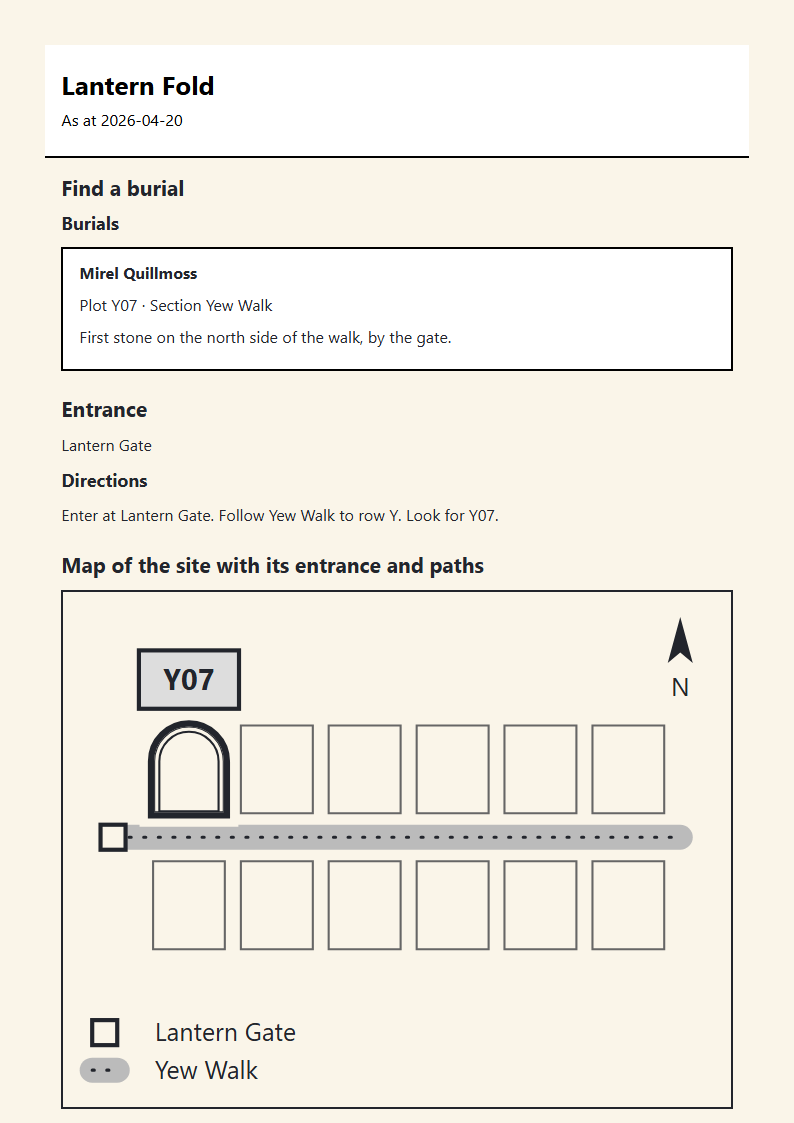 Lantern Fold
As at 2026-04-20
Find a burial
Burials
Mirel Quillmoss
Plot Y07 · Section Yew Walk
First stone on the north side of the walk, by the gate.
Entrance
Lantern Gate
Directions
Enter at Lantern Gate. Follow Yew Walk to row Y. Look for Y07.
Map of the site with its entrance and paths
Y07
N
Lantern Gate
Yew Walk